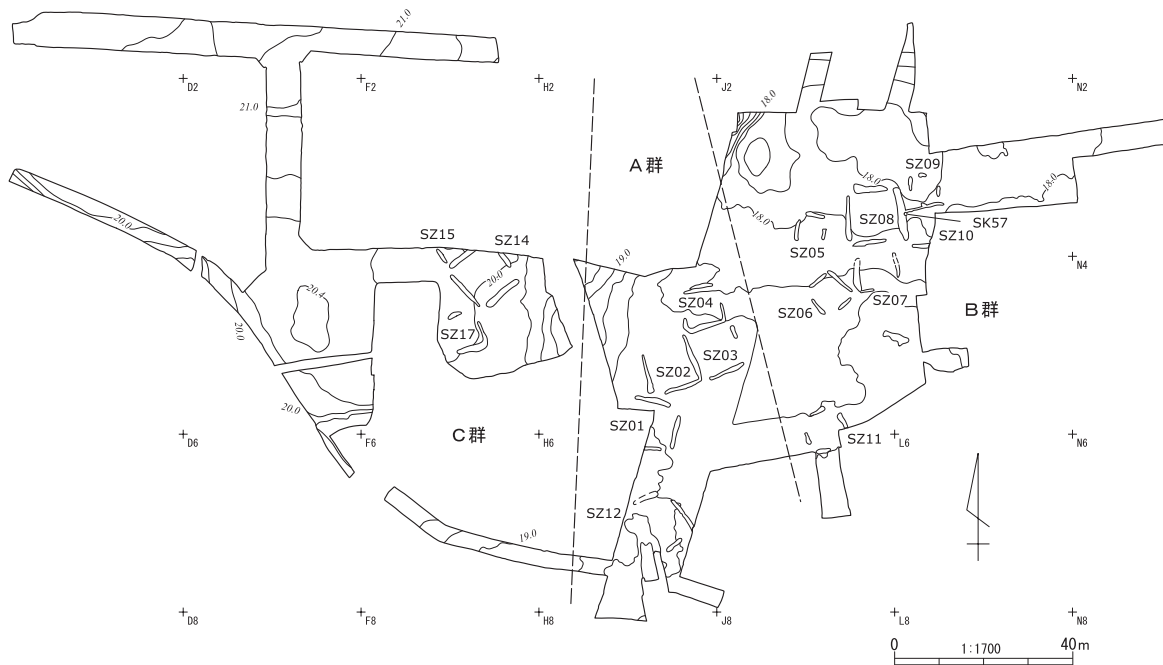 21.0
D2
F2
H2
J2
N2
21.0
18.0
A群
SZ09
18.0
18.0
18.0
SZ08
SK57
20.0
SZ15
SZ14
SZ05
SZ10
20.0
19.0
N4
20.4
SZ04
SZ06
SZ07
B群
20.0
SZ17
SZ03
SZ02
20.0
D6
F6
C群
H6
SZ01
SZ11
L6
N6
SZ12
19.0
D8
F8
H8
J8
L8
N8
0
1:1700
40m